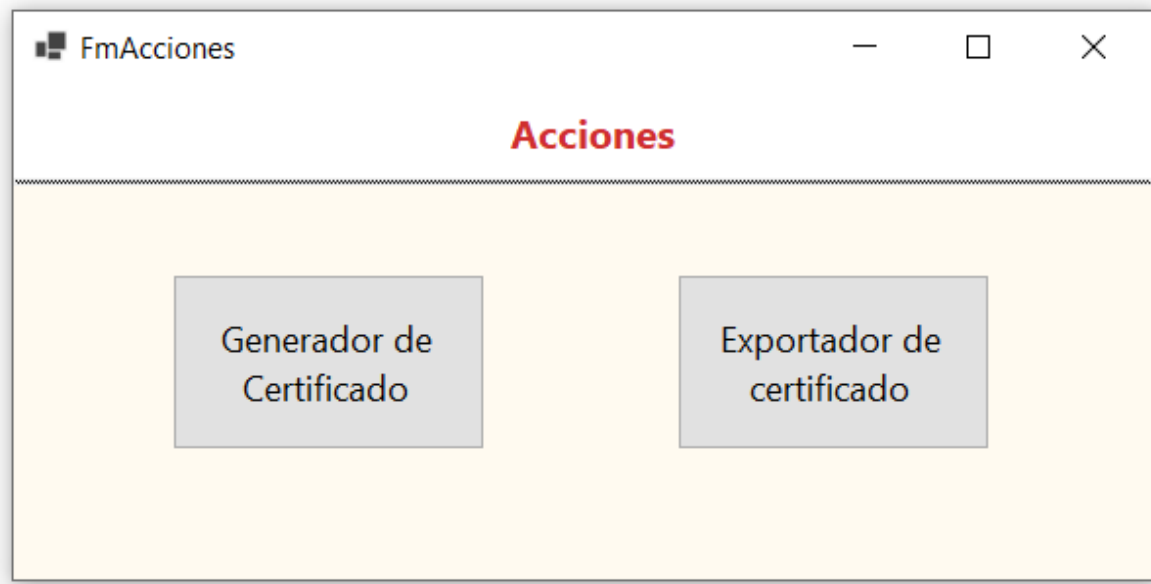 FmAcciones
Acciones
Generador de
Certificado
Exportador de
certificado